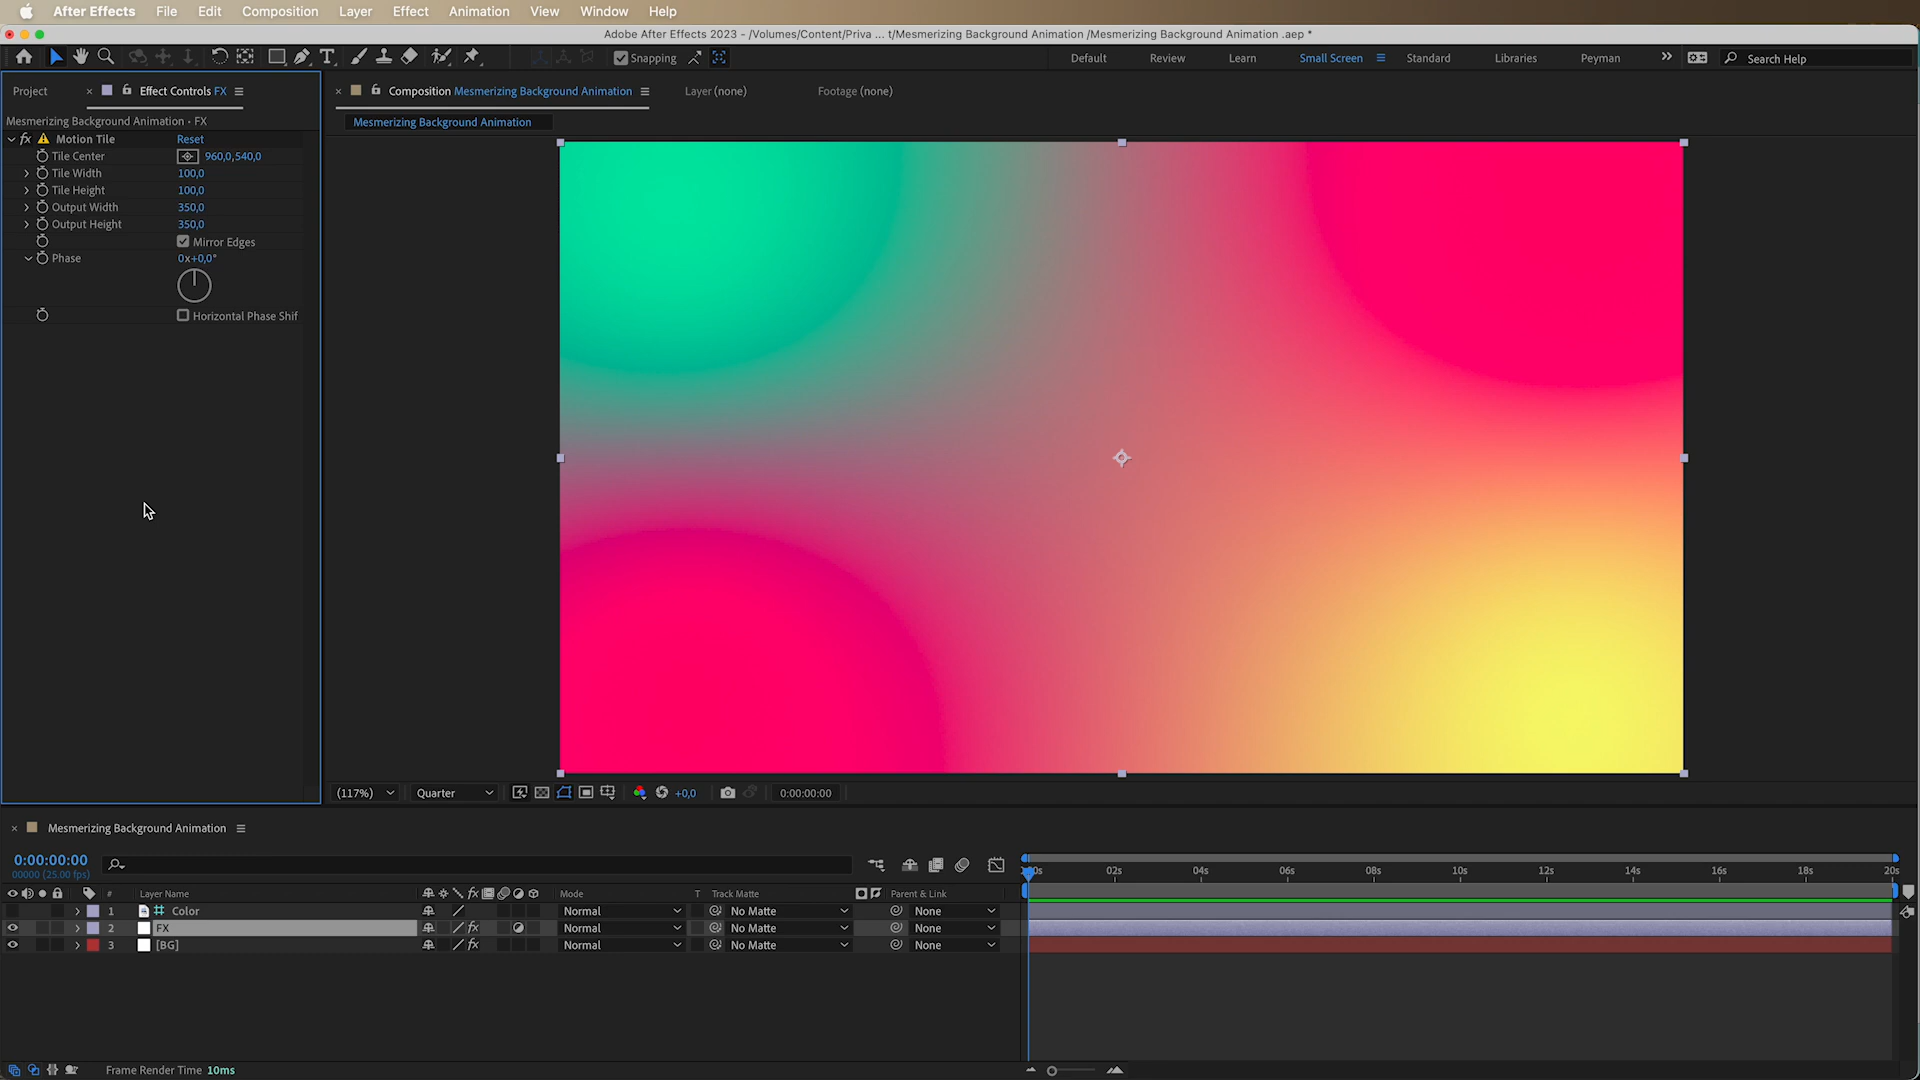 After Effects File Edit Composition Layer Effect Animation View Window Help
Adobe After Effects 2023 - /Volumes/Content/Priva ... t/Mesmerizing Background Animation /Mesmerizing Background Animation .aep *
Snapping Default Review Learn Small Screen Standard Libraries Peyman Search Help
Project Effect Controls FX Composition Mesmerizing Background Animation Layer (none) Footage (none)
Mesmerizing Background Animation • FX
Mesmerizing Background Animation
fx Motion Tile Reset
Tile Center 960,0,540,0
Tile Width 100,0
Tile Height 100,0
Output Width 350,0
Output Height 350,0
Mirror Edges
Phase 0x+0,0°
Horizontal Phase Shif
(117%) Quarter +0,0 0:00:00:00
Mesmerizing Background Animation
0:00:00:00
00000 (25.00 fps)
02s 04s 06s 08s 10s 12s 14s 16s 18s 20s
# Layer Name fx Mode T Track Matte Parent & Link
1 Color Normal No Matte None
2 FX fx Normal No Matte None
3 [BG] fx Normal No Matte None
Frame Render Time 10ms